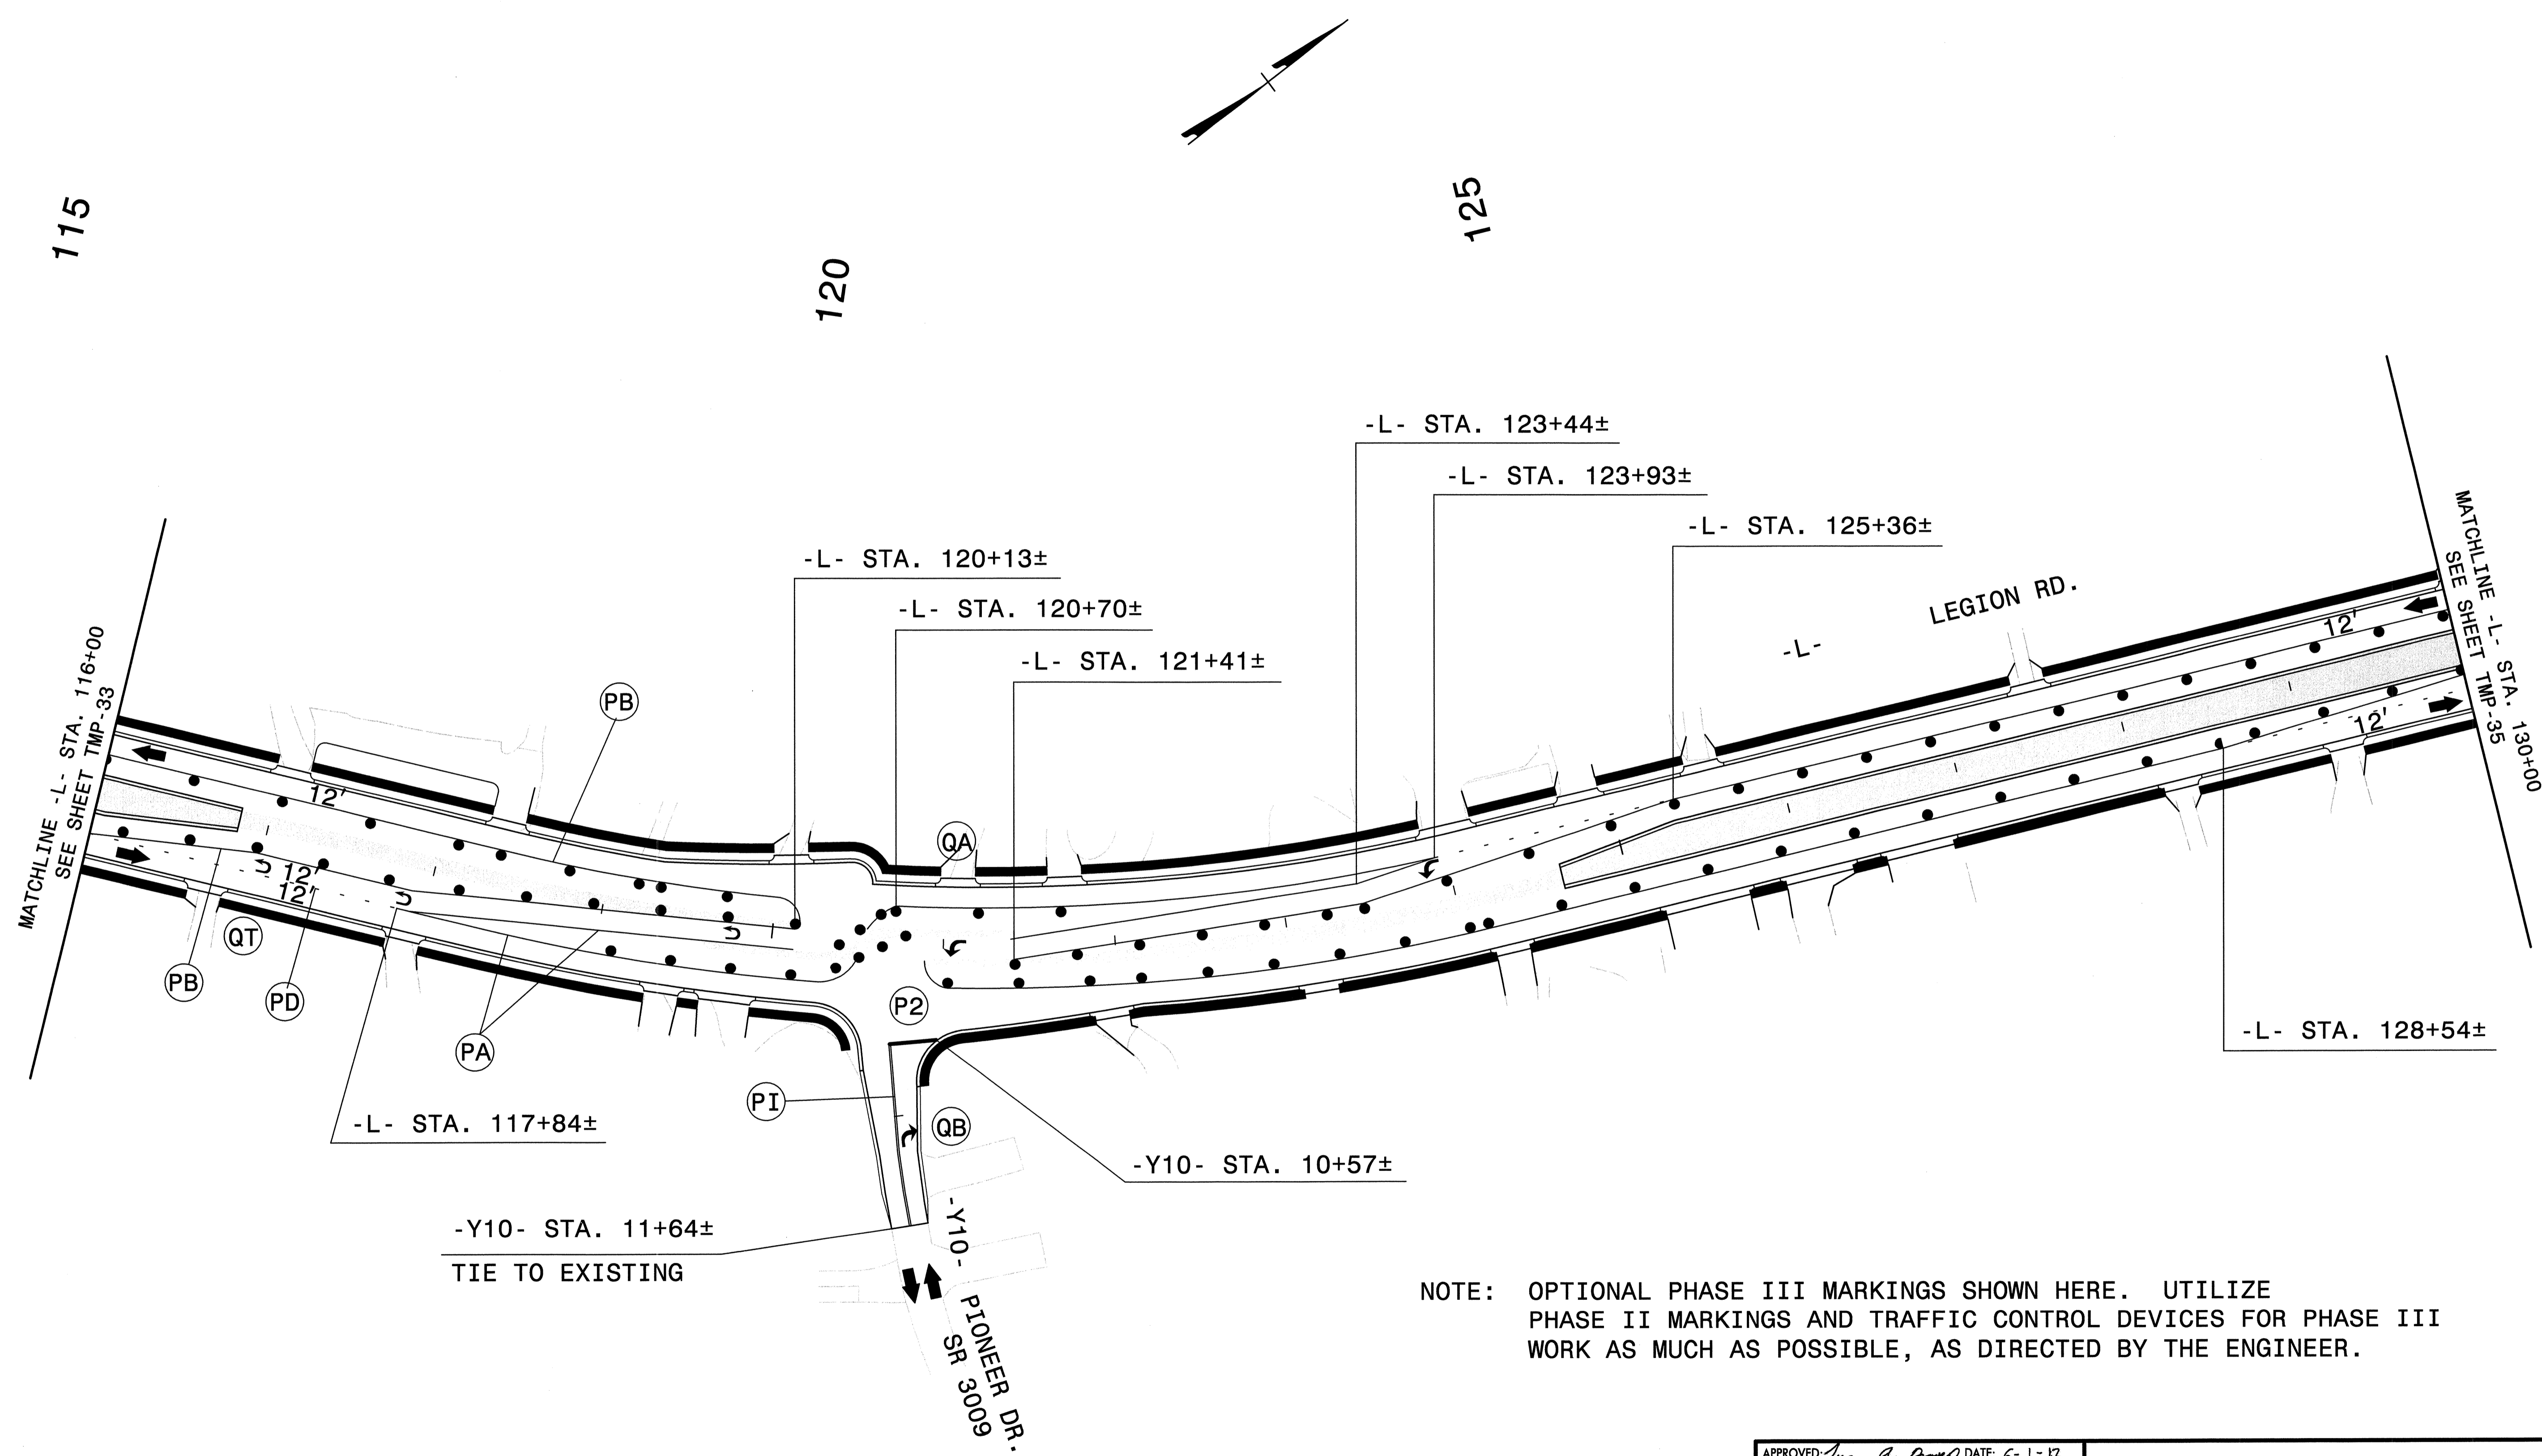 115
120
125
-L- STA. 123+44±
-L- STA. 123+93±
-L- STA. 125+36±
-L- STA. 120+13±
-L- STA. 120+70±
-L- STA. 121+41±
LEGION RD.
-L-
MATCHLINE -L- STA. 116+00
SEE SHEET TMP-33
MATCHLINE -L- STA. 130+00
SEE SHEET TMP-35
PB
12'
12'
12'
QA
12'
12'
QT
PB
PD
PA
P2
PI
QB
-L- STA. 117+84±
-L- STA. 128+54±
-Y10- STA. 10+57±
-Y10- STA. 11+64±
TIE TO EXISTING
-Y10- PIONEER DR.
SR 3009
NOTE: OPTIONAL PHASE III MARKINGS SHOWN HERE. UTILIZE
PHASE II MARKINGS AND TRAFFIC CONTROL DEVICES FOR PHASE III
WORK AS MUCH AS POSSIBLE, AS DIRECTED BY THE ENGINEER.
APPROVED: DATE: 6-1-17